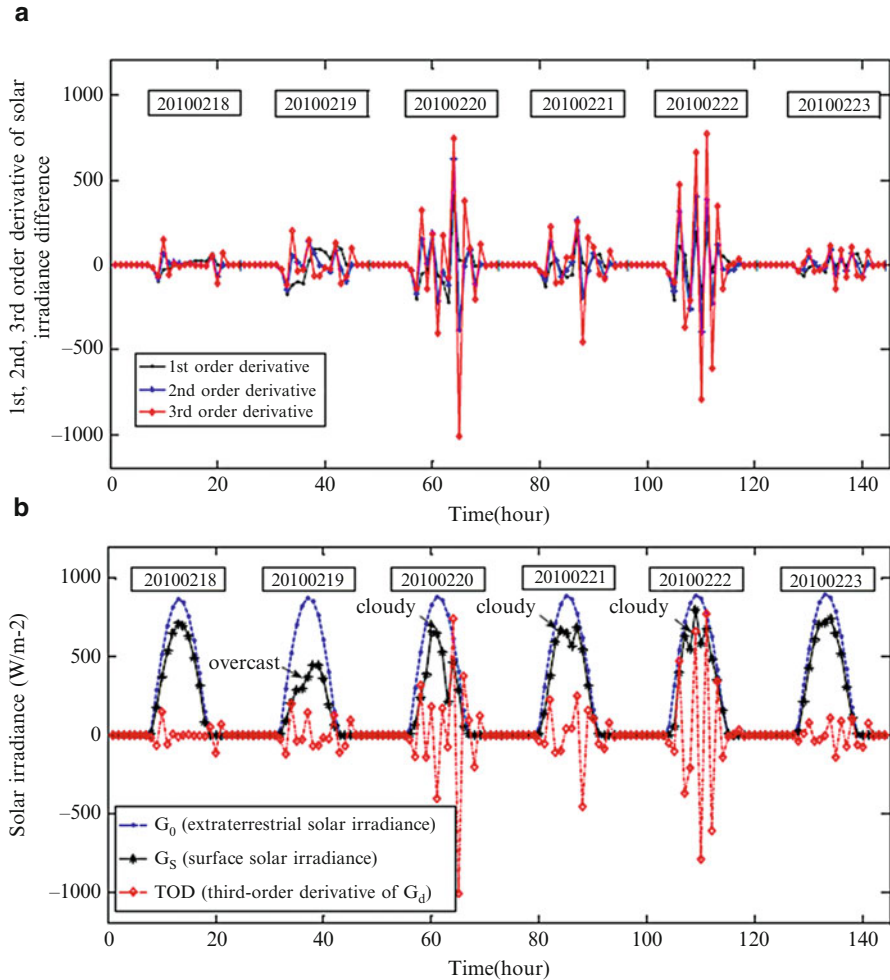 a
1st, 2nd, 3rd order derivative of solar
irradiance difference
1000
500
0
−500
−1000
20100218
20100219
20100220
20100221
20100222
20100223
1st order derivative
2nd order derivative
3rd order derivative
0
20
40
60
80
100
120
140
Time(hour)
b
Solar irradiance (W/m-2)
1000
500
0
−500
−1000
20100218
20100219
20100220
20100221
20100222
20100223
cloudy
cloudy
cloudy
overcast
G₀ (extraterrestrial solar irradiance)
G_S (surface solar irradiance)
TOD (third-order derivative of G_d)
0
20
40
60
80
100
120
140
Time(hour)